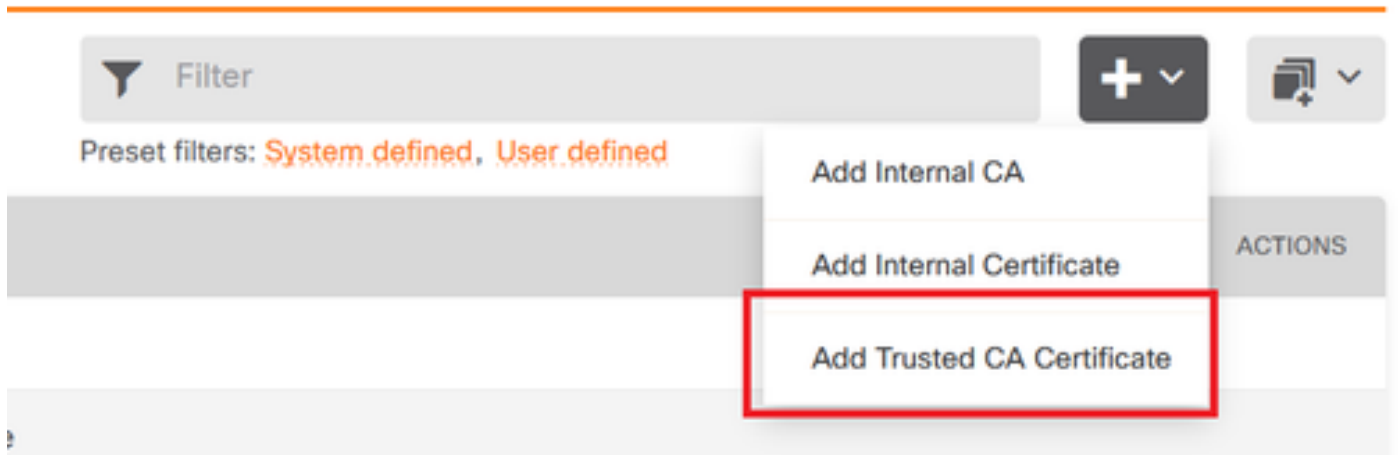 Filter
Preset filters: System defined, User defined
Add Internal CA
Add Internal Certificate
ACTIONS
Add Trusted CA Certificate
e